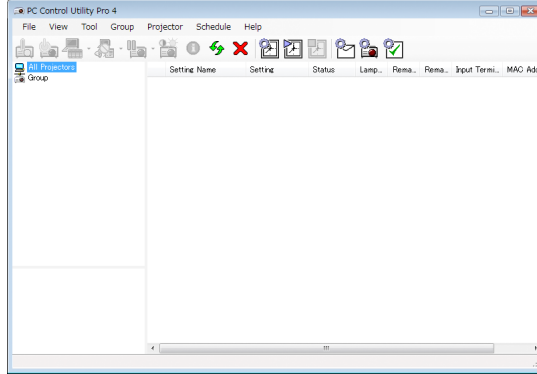 PC Control Utility Pro 4
File View Tool Group Projector Schedule Help
All Projectors
Group
Setting Name Setting Status Lamp... Rema... Rema... Input Termi... MAC Add